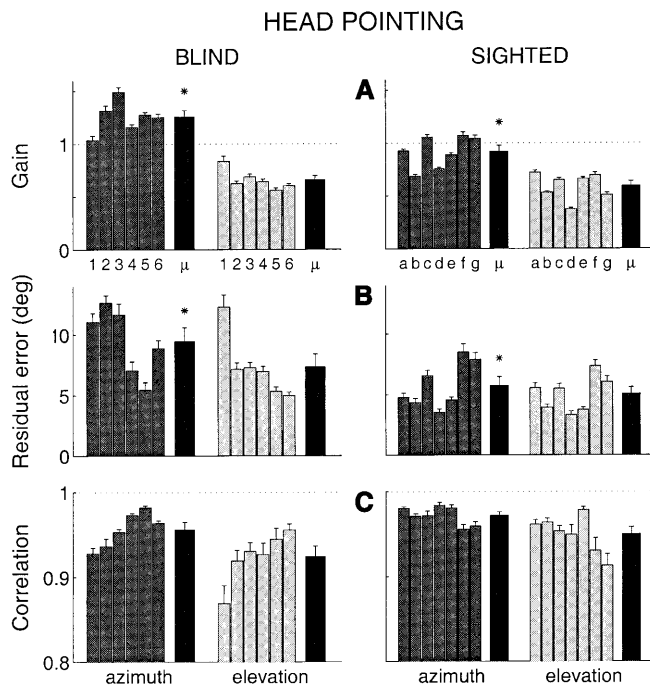 HEAD POINTING
BLIND
SIGHTED
A
*
*
Gain
1
0
1 2 3 4 5 6 μ 1 2 3 4 5 6 μ
a b c d e f g μ a b c d e f g μ
B
*
*
Residual error (deg)
10
5
0
C
Correlation
1
0.9
0.8
azimuth elevation
azimuth elevation